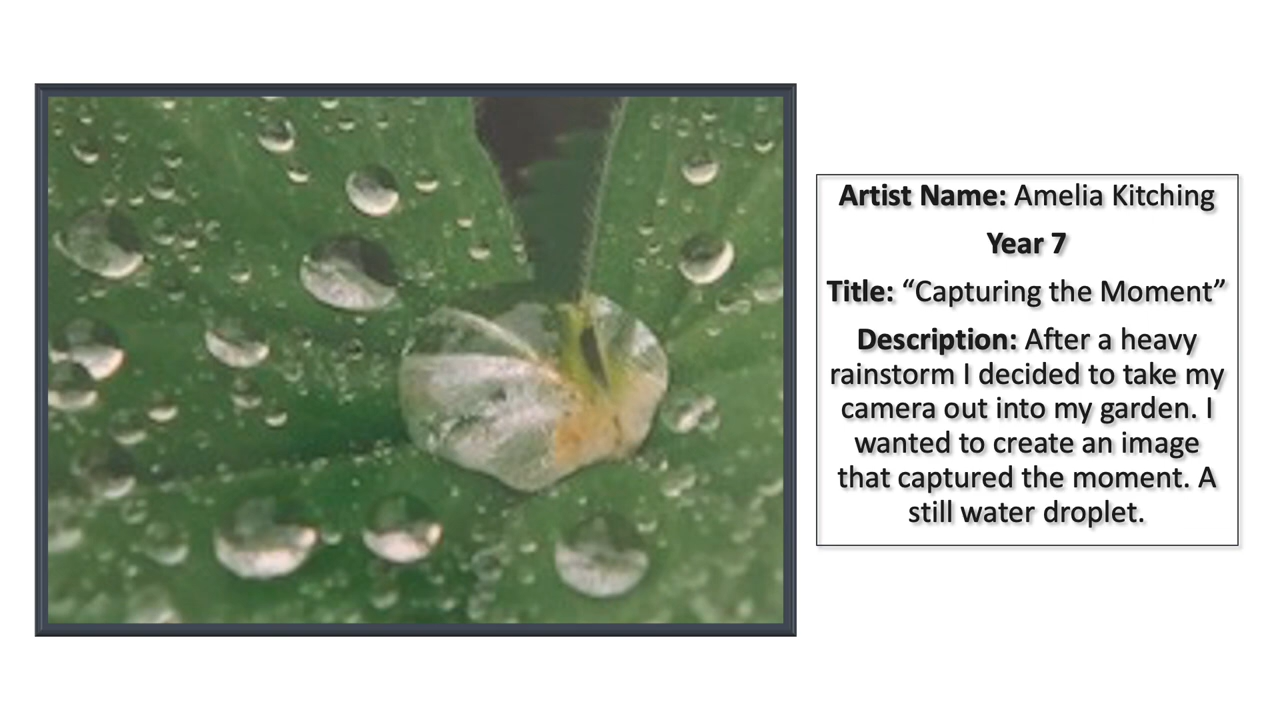 Artist Name: Amelia Kitching
Year 7
Title: “Capturing the Moment”
Description: After a heavy
rainstorm I decided to take my
camera out into my garden. I
wanted to create an image
that captured the moment. A
still water droplet.